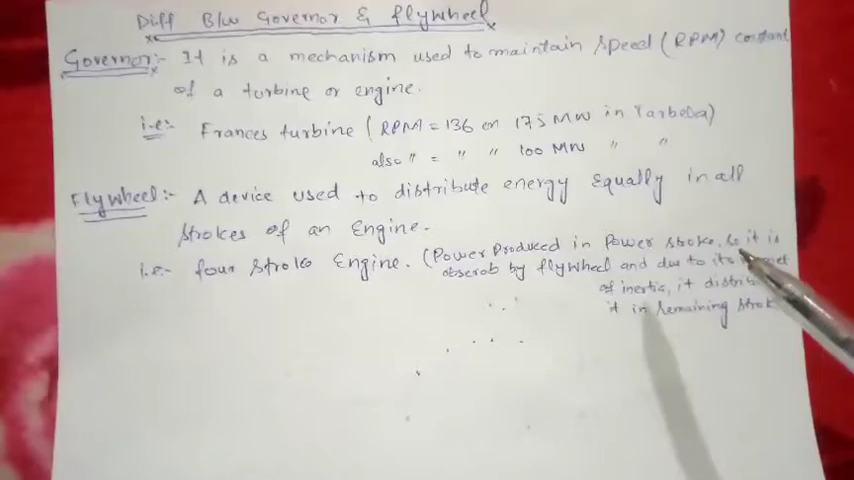 Diff B/w Governor & flywheel
Governor:- It is a mechanism used to maintain speed (RPM) constant
of a turbine or engine.
i.e:- Frances turbine (RPM = 136 on 175 MW in Tarbela)
also " = " " 100 MW " "
Flywheel:- A device used to distribute energy equally in all
strokes of an Engine.
i.e:- four stroke Engine. (Power Produced in Power stroke, so it is
obserob by flywheel and due to its
of inertia, it
it in remaining